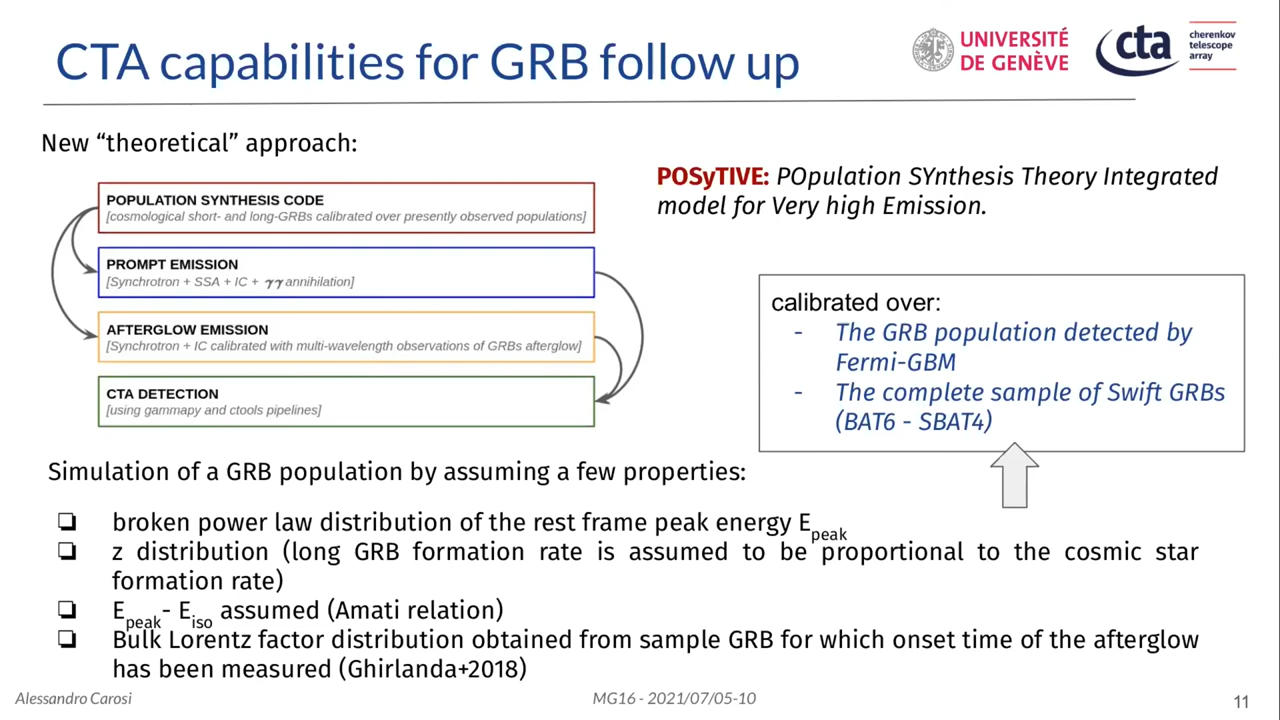 CTA capabilities for GRB follow up
UNIVERSITÉ
DE GENÈVE
cta
cherenkov
telescope
array
New “theoretical” approach:
POPULATION SYNTHESIS CODE
[cosmological short- and long-GRBs calibrated over presently observed populations]
PROMPT EMISSION
[Synchrotron + SSA + IC + γγ annihilation]
AFTERGLOW EMISSION
[Synchrotron + IC calibrated with multi-wavelength observations of GRBs afterglow]
CTA DETECTION
[using gammapy and ctools pipelines]
POSyTIVE: POpulation SYnthesis Theory Integrated
model for Very high Emission.
calibrated over:
- The GRB population detected by
Fermi-GBM
- The complete sample of Swift GRBs
(BAT6 - SBAT4)
Simulation of a GRB population by assuming a few properties:
❏ broken power law distribution of the rest frame peak energy Epeak
❏ z distribution (long GRB formation rate is assumed to be proportional to the cosmic star
formation rate)
❏ Epeak- Eiso assumed (Amati relation)
❏ Bulk Lorentz factor distribution obtained from sample GRB for which onset time of the afterglow
has been measured (Ghirlanda+2018)
Alessandro Carosi
MG16 - 2021/07/05-10
11